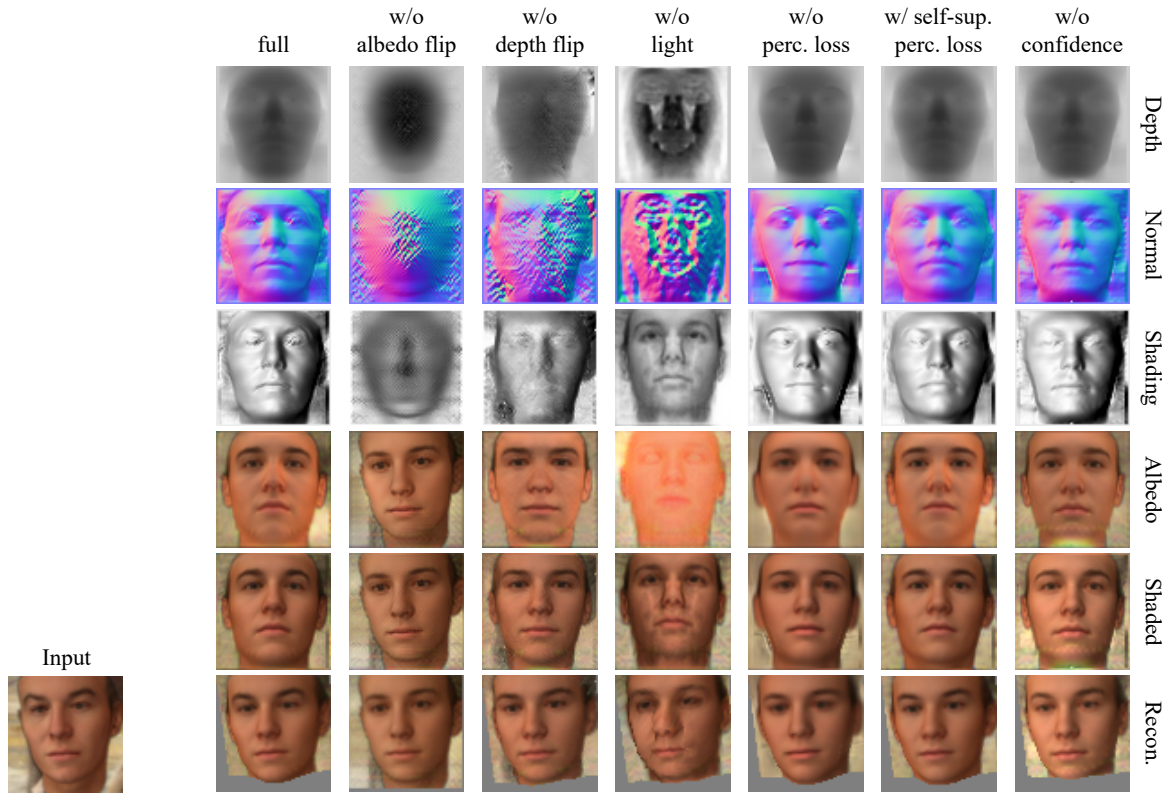 full
w/o
albedo flip
w/o
depth flip
w/o
light
w/o
perc. loss
w/ self-sup.
perc. loss
w/o
confidence
Depth
Normal
Shading
Albedo
Shaded
Recon.
Input